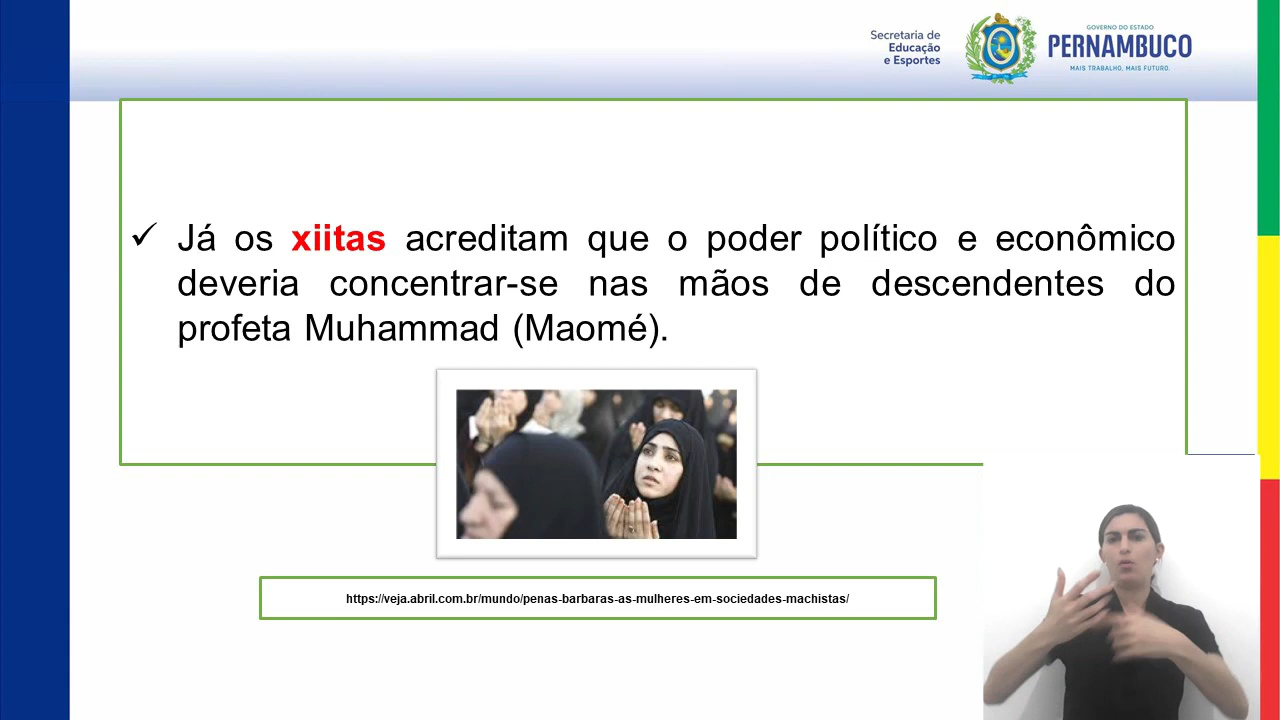 Secretaria de
Educação
e Esportes
GOVERNO DO ESTADO
PERNAMBUCO
MAIS TRABALHO, MAIS FUTURO.
✓ Já os xiitas acreditam que o poder político e econômico
deveria concentrar-se nas mãos de descendentes do
profeta Muhammad (Maomé).
https://veja.abril.com.br/mundo/penas-barbaras-as-mulheres-em-sociedades-machistas/